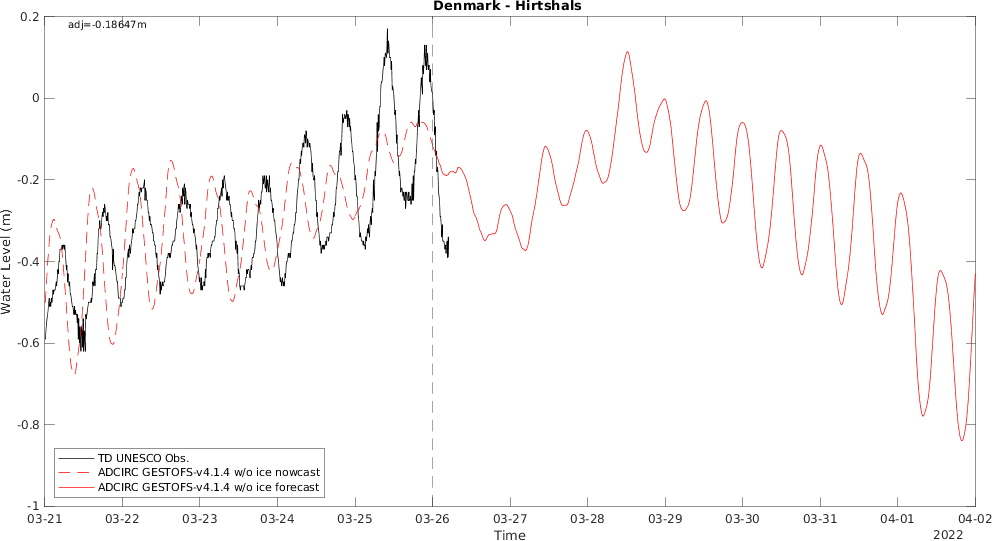 Denmark - Hirtshals
adj=-0.18647m
0.2
0
-0.2
-0.4
-0.6
-0.8
-1
Water Level (m)
TD UNESCO Obs.
ADCIRC GESTOFS-v4.1.4 w/o ice nowcast
ADCIRC GESTOFS-v4.1.4 w/o ice forecast
03-21 03-22 03-23 03-24 03-25 03-26 03-27 03-28 03-29 03-30 03-31 04-01 04-02
Time
2022